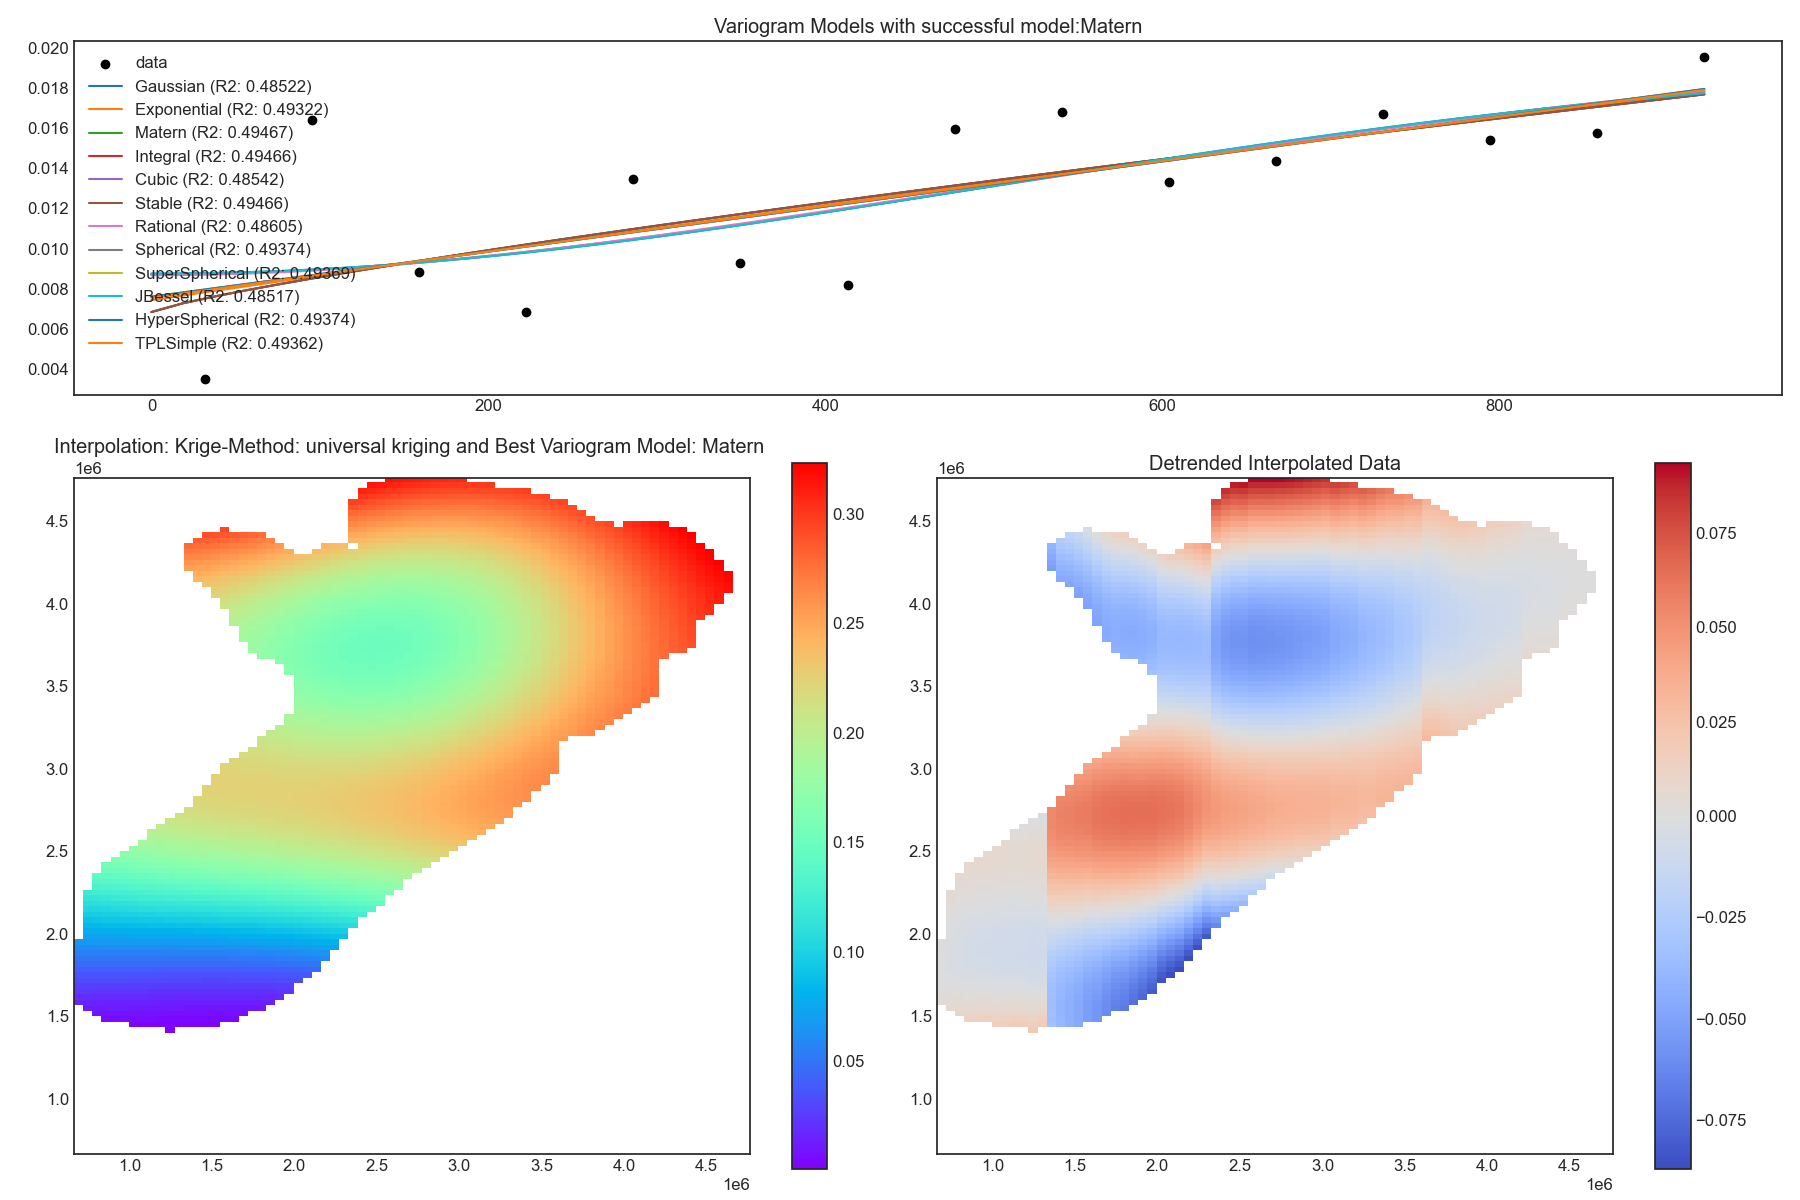 Variogram Models with successful model:Matern
0.020
0.018
0.016
0.014
0.012
0.010
0.008
0.006
0.004
data
Gaussian (R2: 0.48522)
Exponential (R2: 0.49322)
Matern (R2: 0.49467)
Integral (R2: 0.49466)
Cubic (R2: 0.48542)
Stable (R2: 0.49466)
Rational (R2: 0.48605)
Spherical (R2: 0.49374)
SuperSpherical (R2: 0.49369)
JBessel (R2: 0.48517)
HyperSpherical (R2: 0.49374)
TPLSimple (R2: 0.49362)
0 200 400 600 800
Interpolation: Krige-Method: universal kriging and Best Variogram Model: Matern
1e6
4.5
4.0
3.5
3.0
2.5
2.0
1.5
1.0
1.0 1.5 2.0 2.5 3.0 3.5 4.0 4.5
1e6
0.30
0.25
0.20
0.15
0.10
0.05
Detrended Interpolated Data
1e6
4.5
4.0
3.5
3.0
2.5
2.0
1.5
1.0
1.0 1.5 2.0 2.5 3.0 3.5 4.0 4.5
1e6
0.075
0.050
0.025
0.000
−0.025
−0.050
−0.075